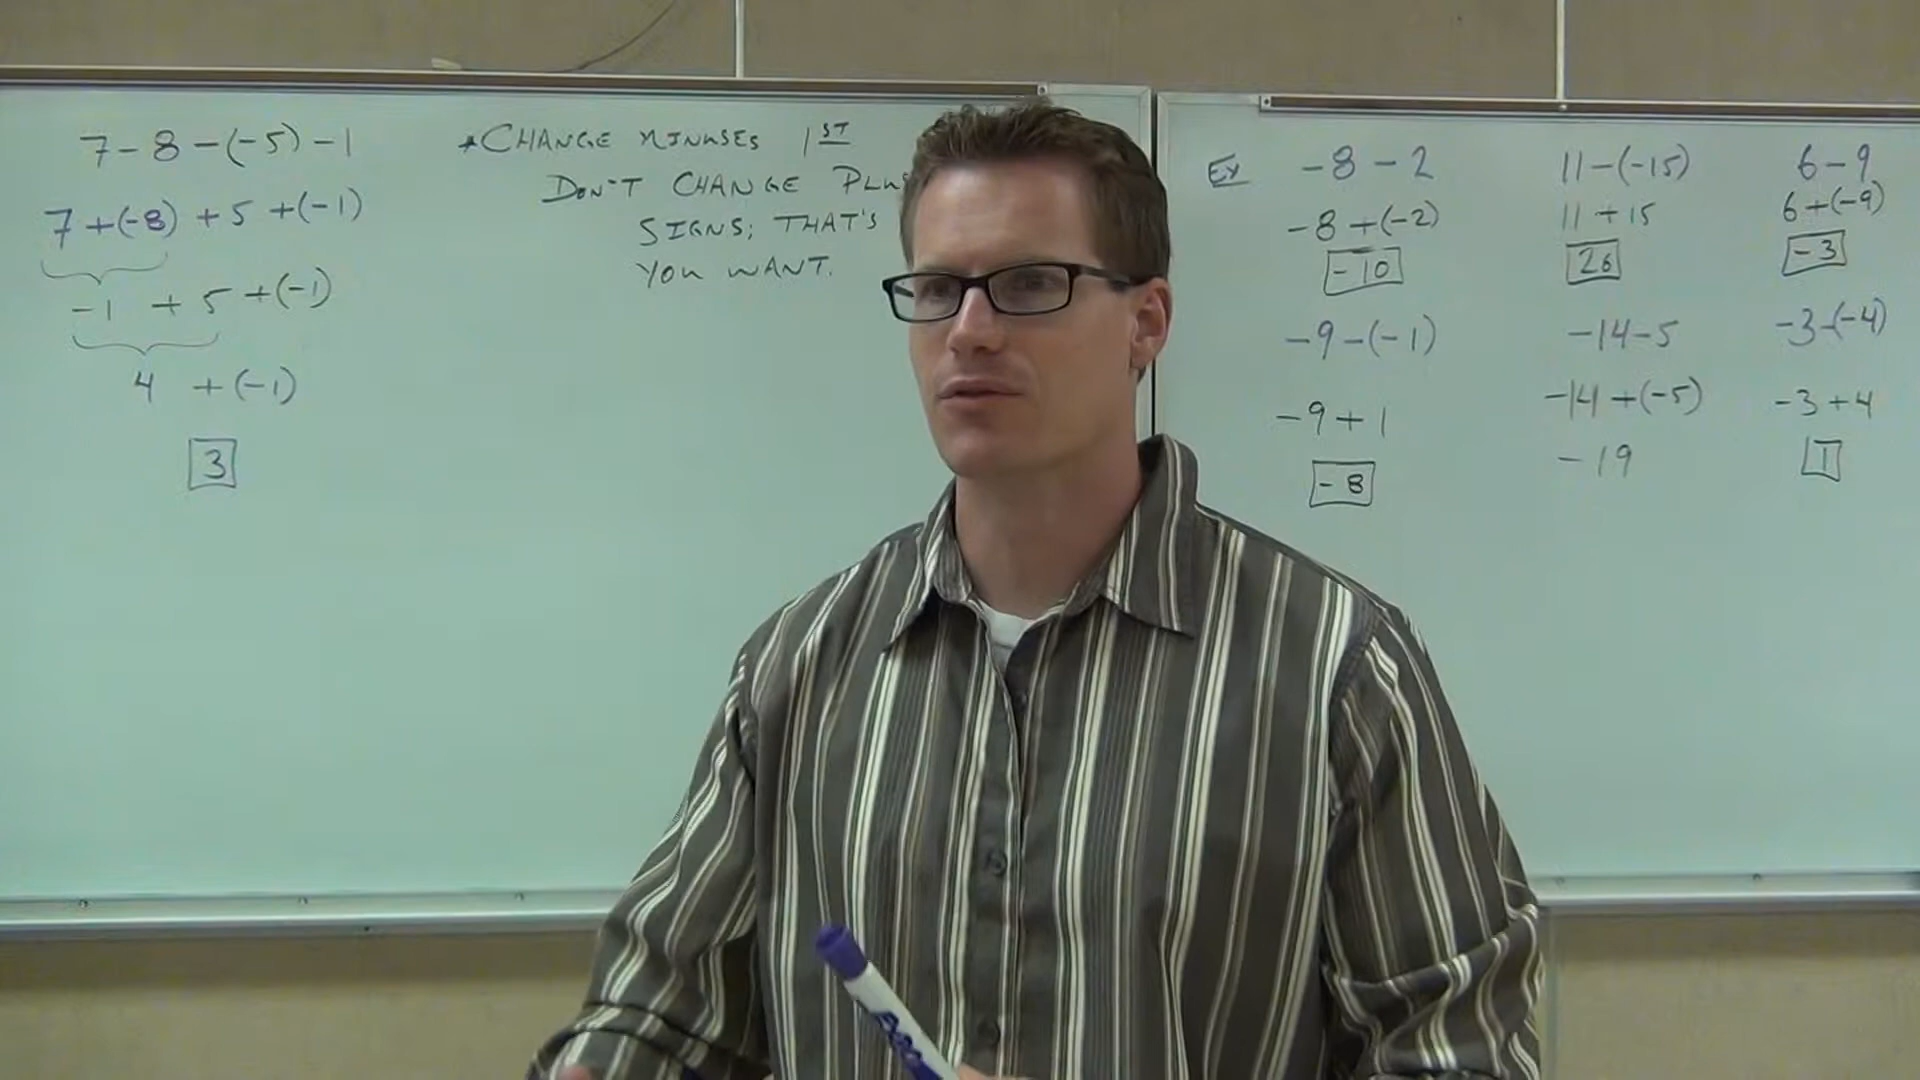 7 - 8 - (-5) - 1
7 + (-8) + 5 + (-1)
-1 + 5 + (-1)
4 + (-1)
3
*CHANGE MINUSES 1ST
DON'T CHANGE
SIGNS; THAT'S
YOU WANT.
EX
-8 - 2
-8 + (-2)
-10
11 - (-15)
11 + 15
26
6 - 9
6 + (-9)
-3
-9 - (-1)
-9 + 1
-8
-14 - 5
-14 + (-5)
-19
-3 - (-4)
-3 + 4
1
EXPO